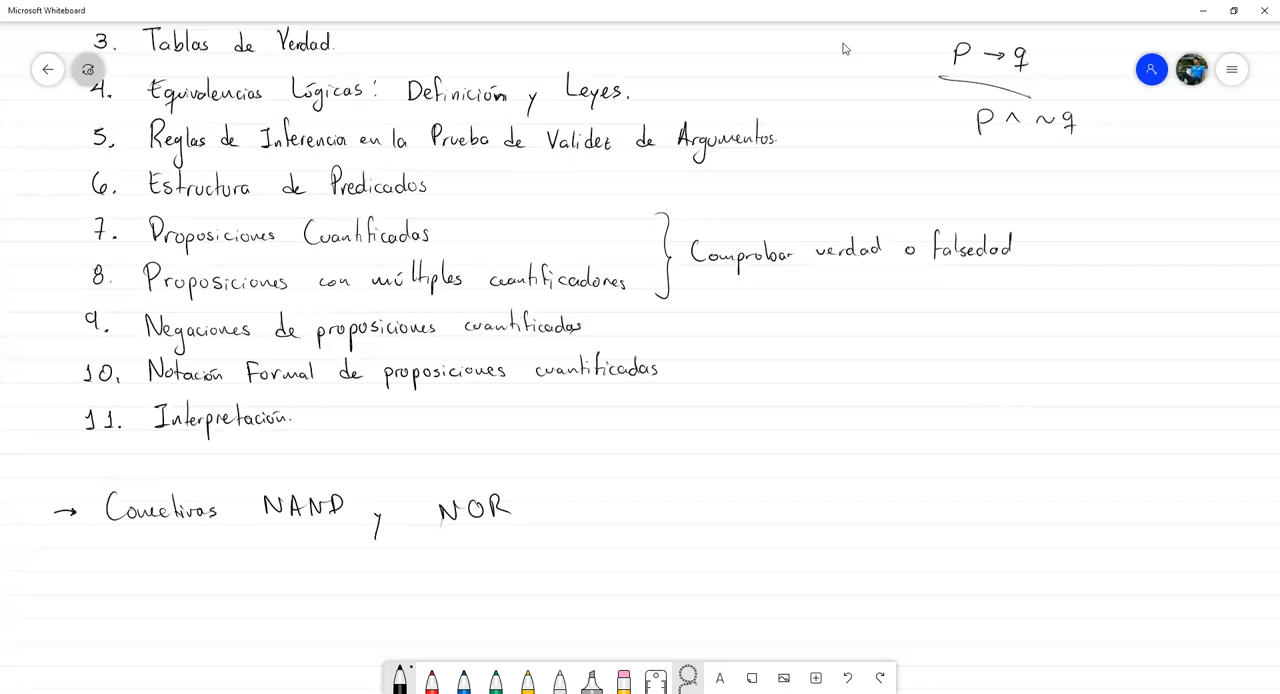 Microsoft Whiteboard
3. Tablas de Verdad.
P → q
4. Equivalencias Lógicas: Definición y Leyes.
P ∧ ~q
5. Reglas de Inferencia en la Prueba de Validez de Argumentos.
6. Estructura de Predicados
7. Proposiciones Cuantificadas
Comprobar verdad o falsedad
8. Proposiciones con múltiples cuantificadores
9. Negaciones de proposiciones cuantificadas
10. Notación Formal de proposiciones cuantificadas
11. Interpretación.
→ Conectivas NAND y NOR
A